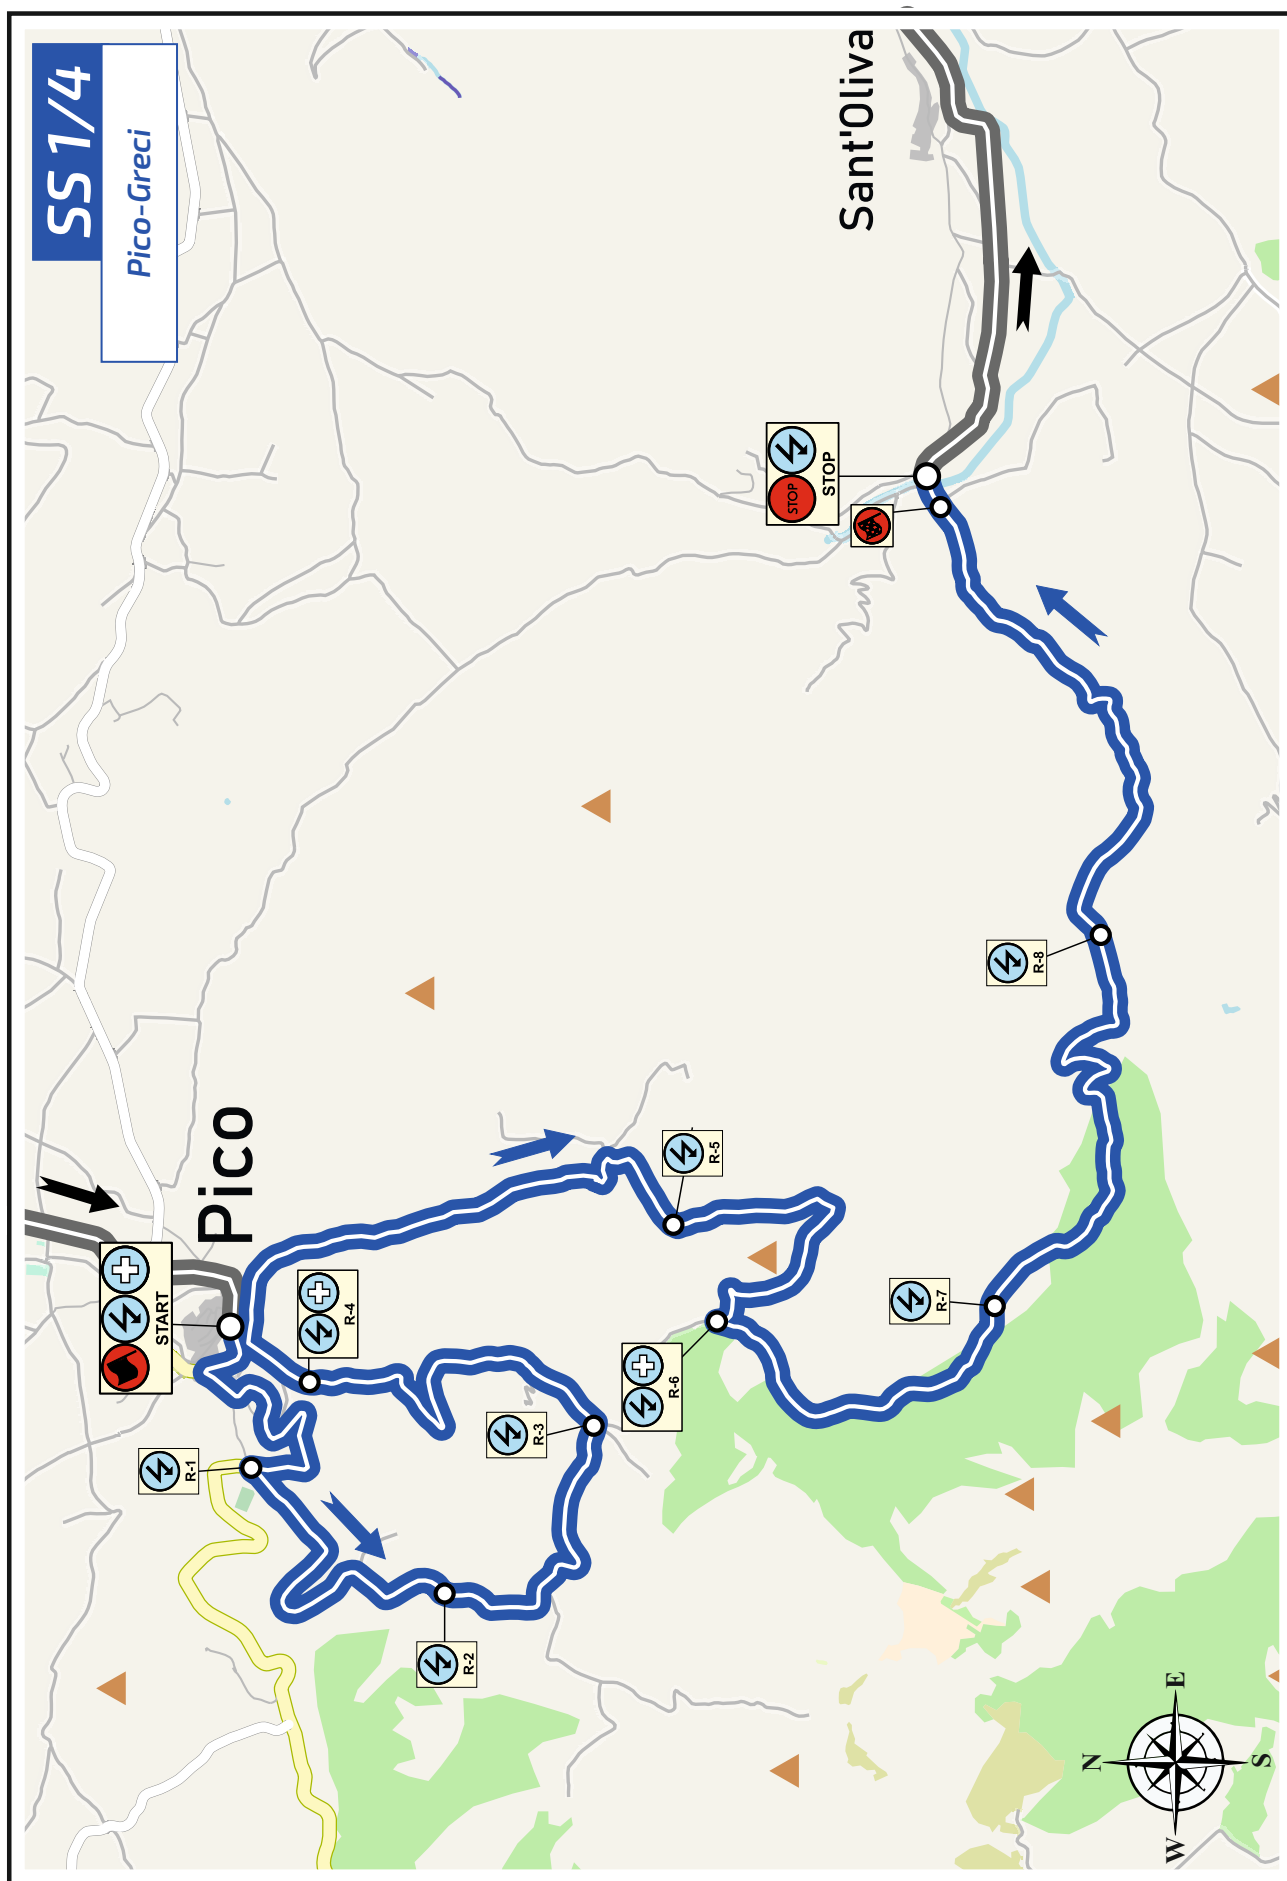 SS 1/4
Pico-Greci
Sant'Oliva
STOP
STOP
Pico
START
R-1
R-2
R-3
R-4
R-5
R-6
R-7
R-8
N
E
S
W